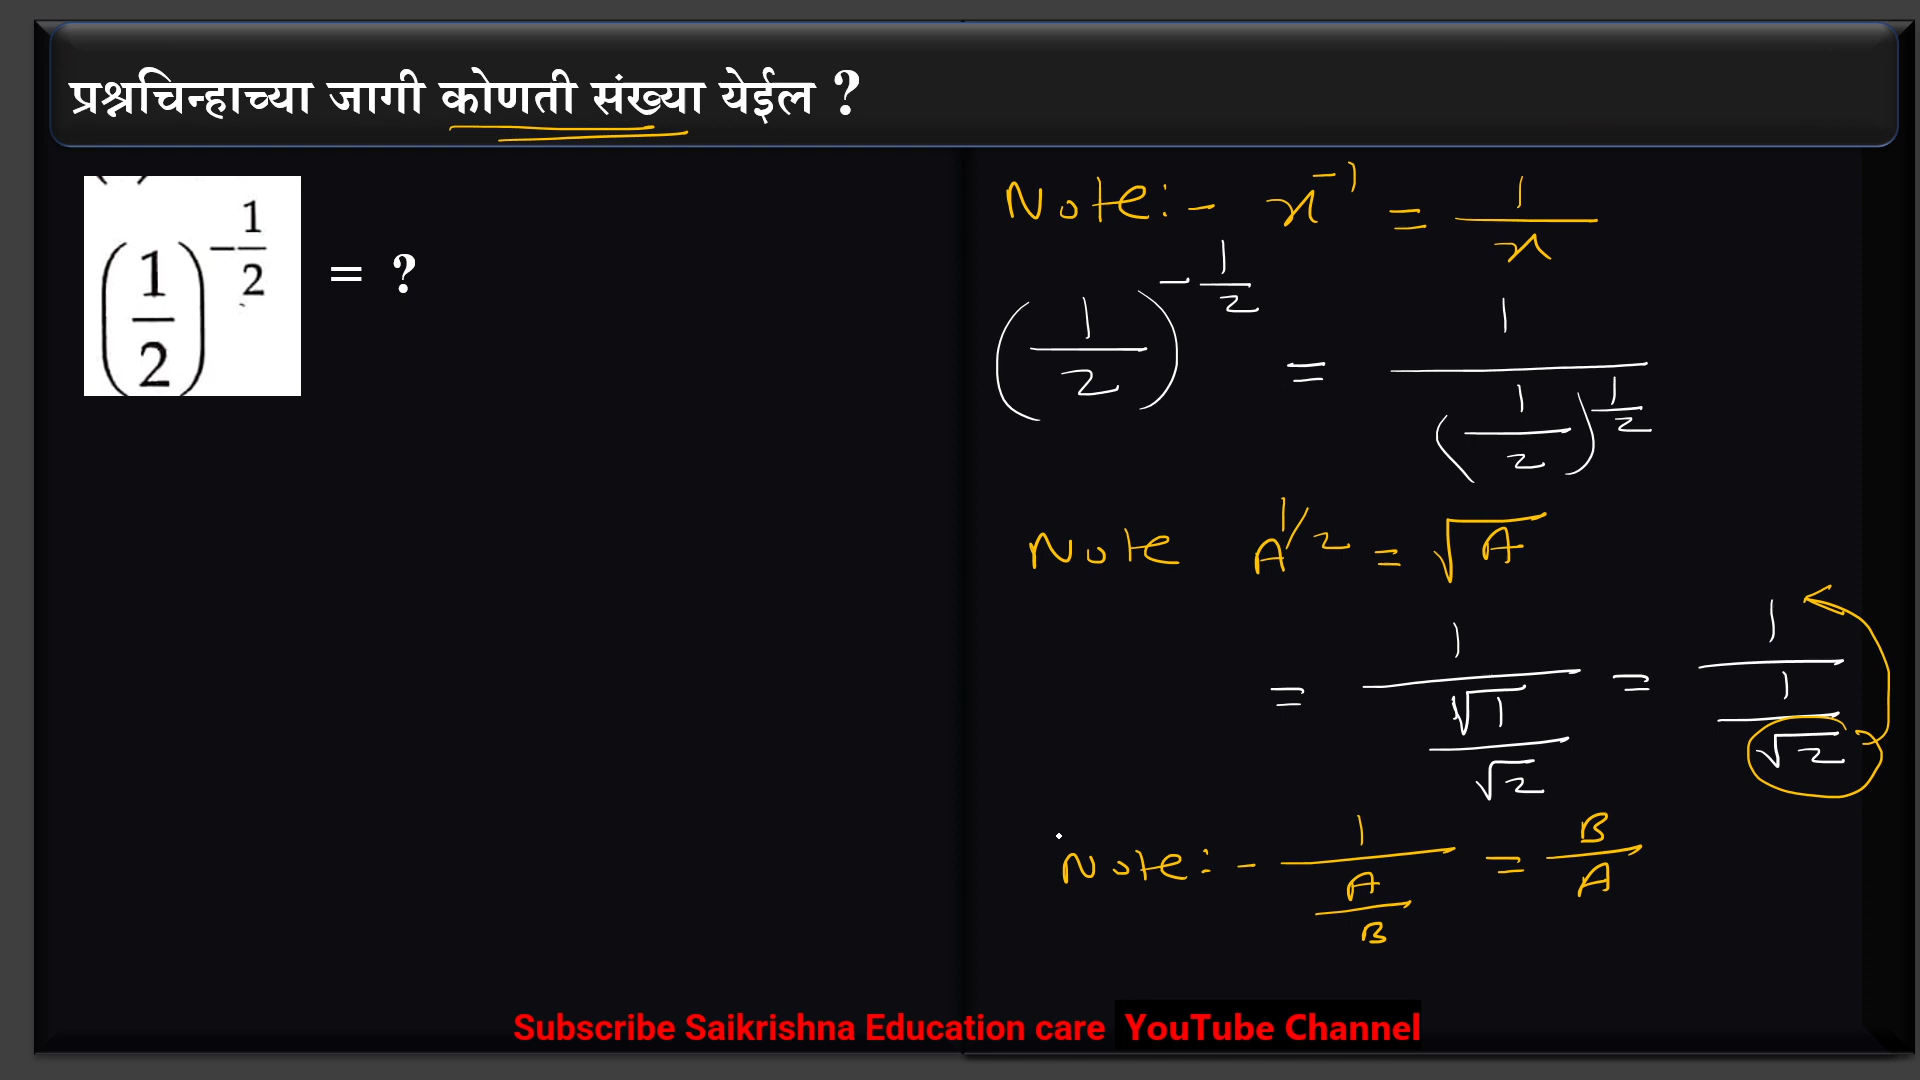 प्रश्नचिन्हाच्या जागी कोणती संख्या येईल ?
(1/2)^(-1/2) = ?
Note:- x^(-1) = 1/x
(1/2)^(-1/2) = 1/(1/2)^(1/2)
Note A^(1/2) = √A
= 1/(√1/√2) = 1/(1/√2)
Note:- 1/(A/B) = B/A
Subscribe Saikrishna Education care YouTube Channel